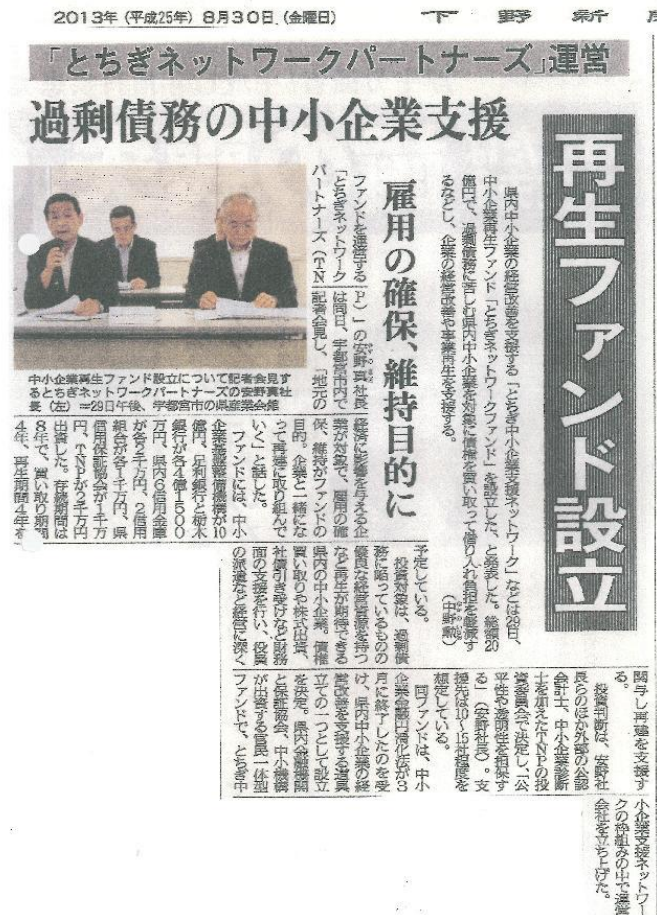 2013年(平成25年)8月30日(金曜日)
下野新
「とちぎネットワークパートナーズ」運営
過剰債務の中小企業支援
再生ファンド設立
雇用の確保、維持目的に
県内中小企業の経営改善を支援する「とちぎ中小企業支援ネットワーク」などは29日、
中小企業再生ファンド「とちぎネットワークファンド」を設立した、と発表した。総額20
億円で、過剰債務に苦しむ県内中小企業を対象に債権を買い取って借り入れ負担を軽減す
るなどし、企業の経営改善や事業再生を支援する。
(中野勲)
ファンドを運営する
「とちぎネットワーク
パートナーズ(TN
P)」の安野真社長
は同日、宇都宮市内で
記者会見し、「地元の
経済に影響を与える企
業が対象で、雇用の確
保、維持がファンドの
目的。企業と一緒にな
って再建に取り組んで
いく」と話した。
ファンドには、中小
企業基盤整備機構が10
億円、足利銀行と栃木
銀行が各4億1500
万円、県内6信用金庫
が各2千万円、2信用
組合が各1千万円、県
信用保証協会が1千万
円、TNPが2千万円
出資した。存続期間は
8年で、買い取り期間
4年、再生期間4年を
予定している。
投資対象は、過剰債
務に陥っているものの
優良な経営資源を持つ
など再生が期待できる
県内の中小企業。債権
買い取りや株式出資、
社債引き受けなど財務
面の支援を行い、役員
の派遣など経営に深く
関与し再建を支援す
る。
投資判断は、安野社
長らのほか外部の公認
会計士、中小企業診断
士を加えたTNPの投
資委員会で決定し、「公
平性や透明性を担保す
る」(安野社長)。支
援先は10~15社程度を
想定している。
同ファンドは、中小
企業金融円滑化法が3
月に終了したのを受
け、県内中小企業の経
営改善を支援する道具
立ての一つとして設立
を決定。県内金融機関
と保証協会、中小機構
が出資する官民一体型
ファンドで、とちぎ中
小企業支援ネットワー
クの枠組みの中で運営
会社を立ち上げた。
中小企業再生ファンド設立について記者会見す
るとちぎネットワークパートナーズの安野真社
長(左)=29日午後、宇都宮市の県産業会館